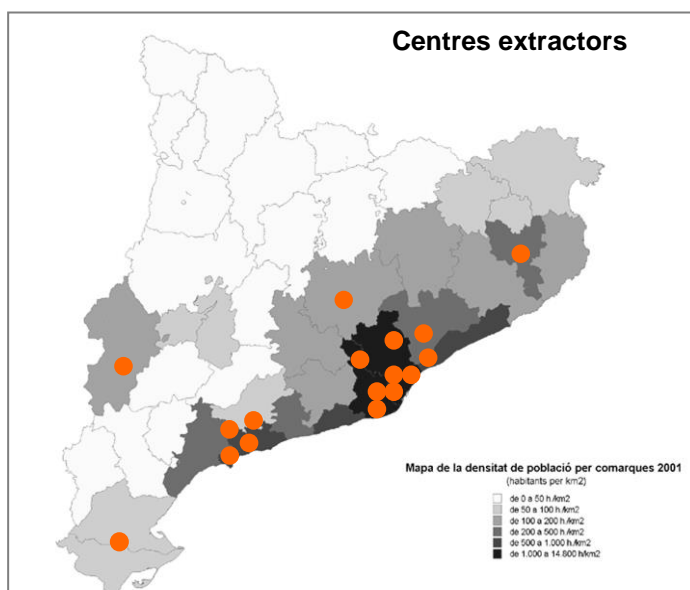 Centres extractors
Mapa de la densitat de població per comarques 2001
(habitants per km2)
de 0 a 50 h./km2
de 50 a 100 h./km2
de 100 a 200 h./km2
de 200 a 500 h./km2
de 500 a 1.000 h./km2
de 1.000 a 14.800 h/km2